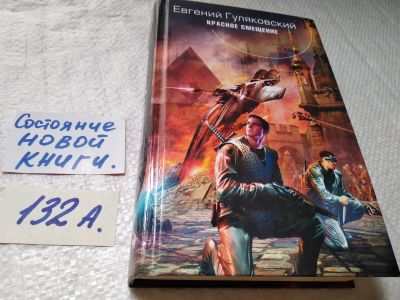 Евгений Гуляковский
КРАСНОЕ СМЕЩЕНИЕ
Состояние
НОВОЙ
КНИГИ.
132 А.